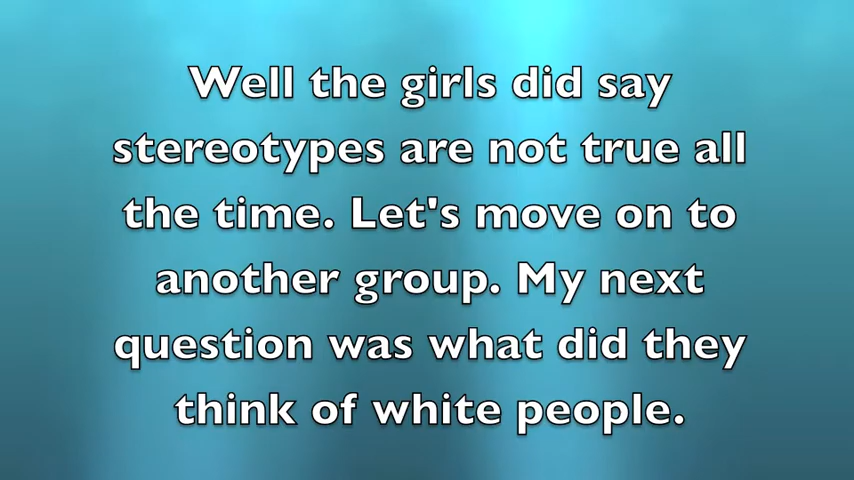 Well the girls did say
stereotypes are not true all
the time. Let's move on to
another group. My next
question was what did they
think of white people.